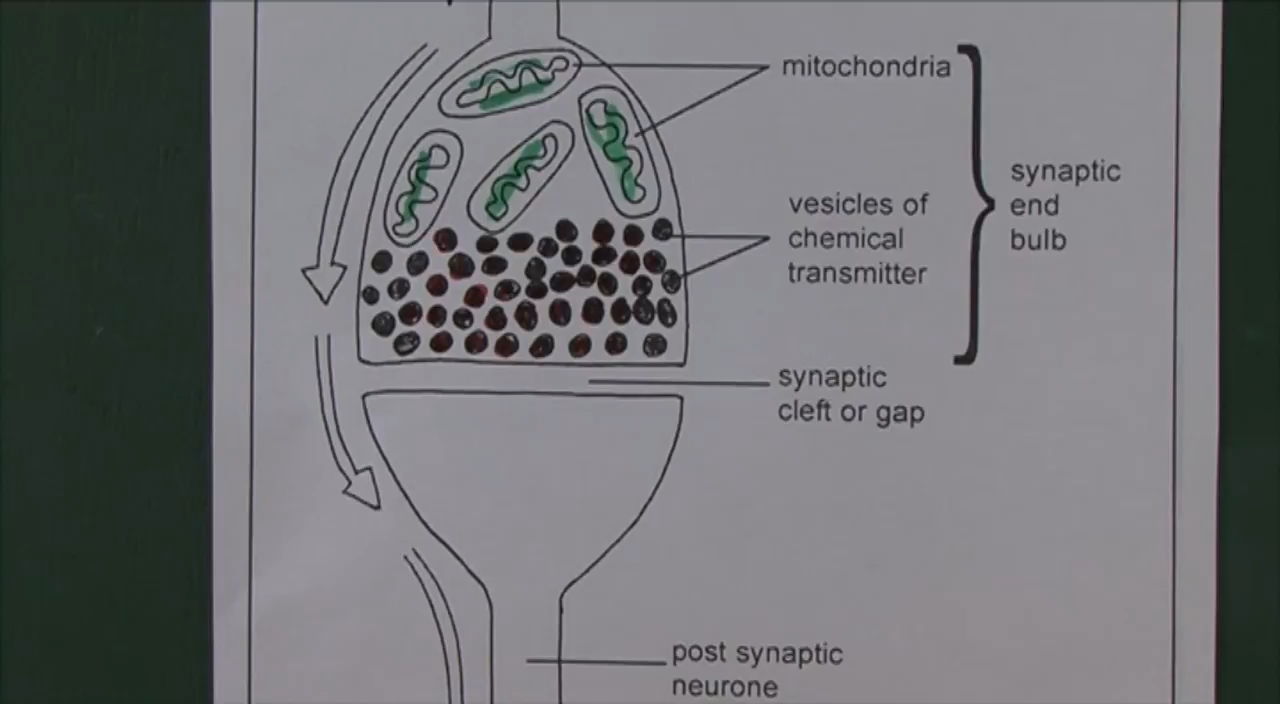 mitochondria
vesicles of
chemical
transmitter
synaptic
end
bulb
synaptic
cleft or gap
post synaptic
neurone